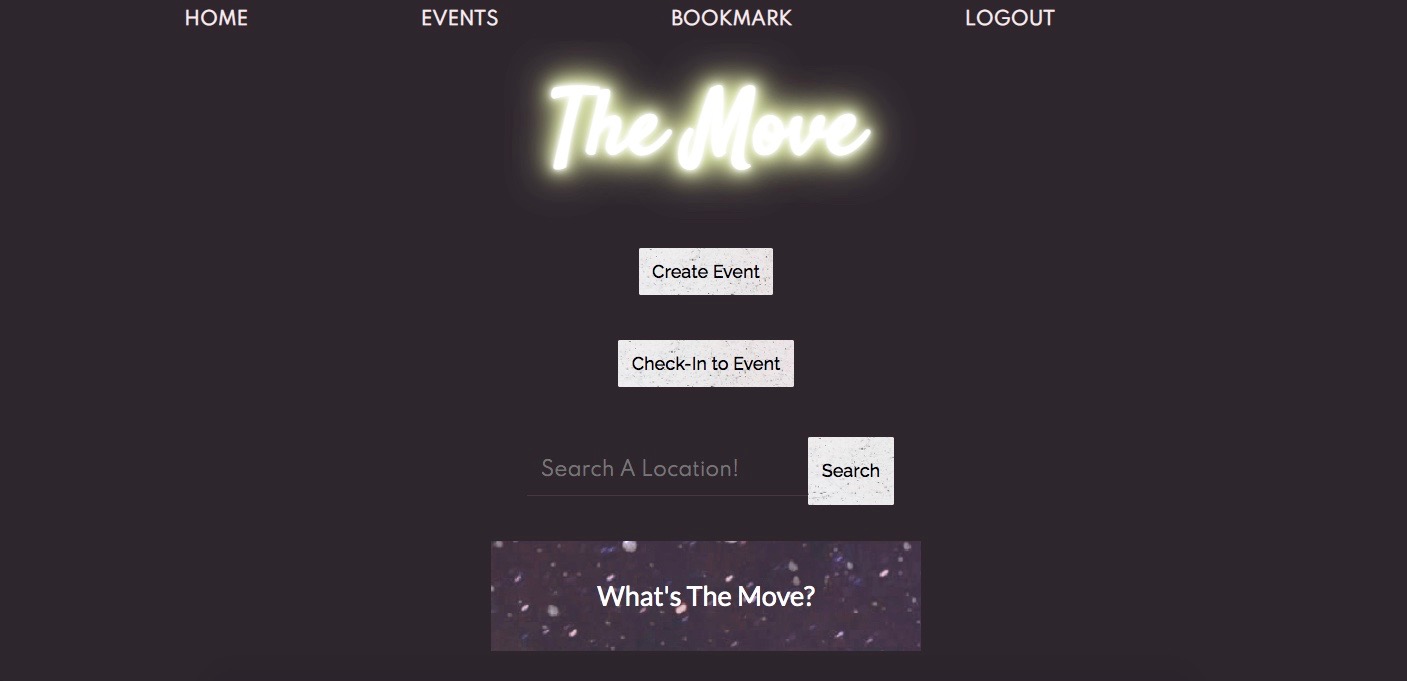 HOME EVENTS BOOKMARK LOGOUT
The Move
Create Event
Check-In to Event
Search A Location! Search
What's The Move?